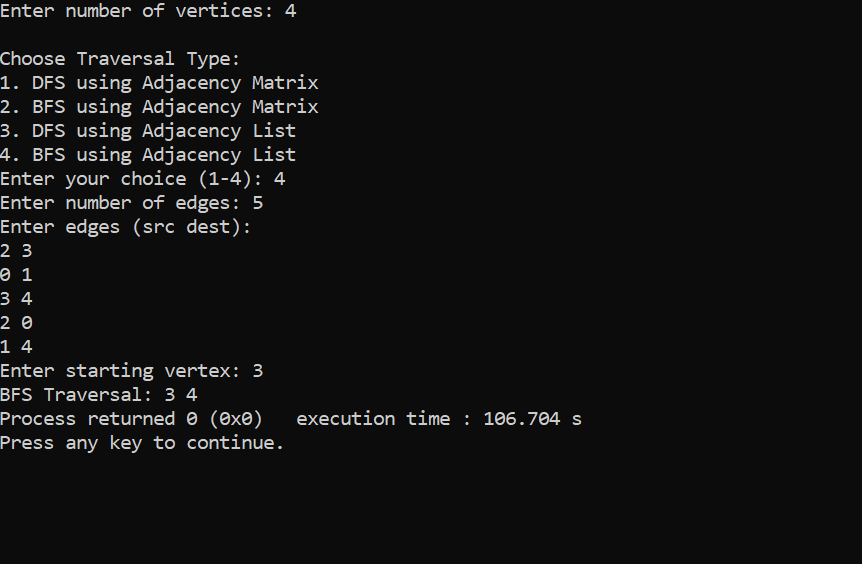 Enter number of vertices: 4
Choose Traversal Type:
1. DFS using Adjacency Matrix
2. BFS using Adjacency Matrix
3. DFS using Adjacency List
4. BFS using Adjacency List
Enter your choice (1-4): 4
Enter number of edges: 5
Enter edges (src dest):
2 3
0 1
3 4
2 0
1 4
Enter starting vertex: 3
BFS Traversal: 3 4
Process returned 0 (0x0)   execution time : 106.704 s
Press any key to continue.